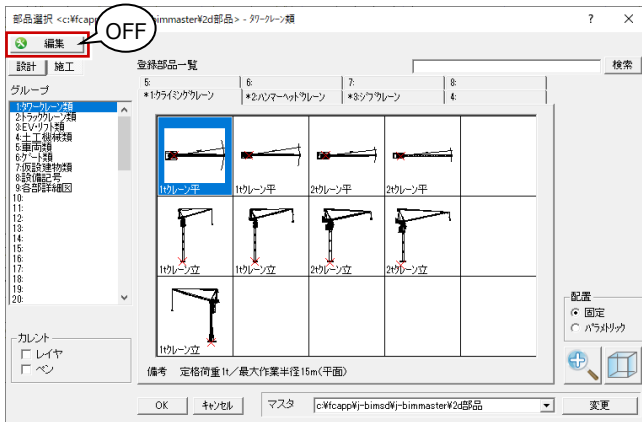 部品選択 <c:¥fcapp bimmaster¥2d部品> - ﾀﾜｰｸﾚｰﾝ類
OFF
編集
設計 施工
登録部品一覧
検索
グループ
1:ﾀﾜｰｸﾚｰﾝ類
2:ﾄﾗｯｸｸﾚｰﾝ類
3:EV･ﾘﾌﾄ類
4:土工機械類
5:車両類
6:ｹﾞｰﾄ類
7:仮設建物類
8:設備記号
9:各部詳細図
10:
11:
12:
13:
14:
15:
16:
17:
18:
19:
20:
5: 6: 7: 8:
*1:ｸﾗｲﾐﾝｸﾞｸﾚｰﾝ *2:ﾊﾝﾏｰﾍｯﾄﾞｸﾚｰﾝ *3:ｼﾞﾌﾞｸﾚｰﾝ 4:
1tｸﾚｰﾝ平 1tｸﾚｰﾝ平 2tｸﾚｰﾝ平 2tｸﾚｰﾝ平
1tｸﾚｰﾝ立 1tｸﾚｰﾝ立 2tｸﾚｰﾝ立 2tｸﾚｰﾝ立
1tｸﾚｰﾝ立
備考 定格荷重1t／最大作業半径15m(平面)
カレント
レイヤ
ペン
配置
固定
ﾊﾟﾗﾒﾄﾘｯｸ
OK ｷｬﾝｾﾙ マスタ c:¥fcapp¥j-bimsd¥j-bimmaster¥2d部品 変更